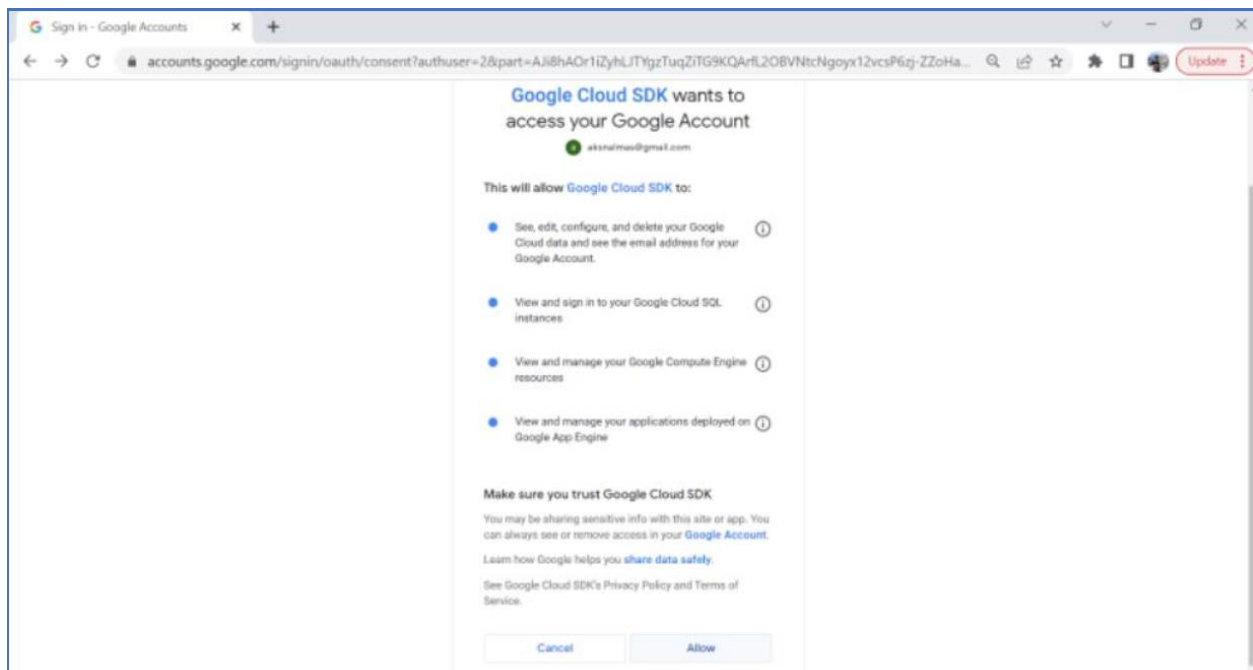 Sign in - Google Accounts
accounts.google.com/signin/oauth/consent?authuser=2&part=
Update
Google Cloud SDK wants to
access your Google Account
This will allow Google Cloud SDK to:
See, edit, configure, and delete your Google
Cloud data and see the email address for your
Google Account.
View and sign in to your Google Cloud SQL
instances
View and manage your Google Compute Engine
resources
View and manage your applications deployed on
Google App Engine
Make sure you trust Google Cloud SDK
You may be sharing sensitive info with this site or app. You
can always see or remove access in your Google Account.
Learn how Google helps you share data safely.
See Google Cloud SDK's Privacy Policy and Terms of
Service.
Cancel
Allow